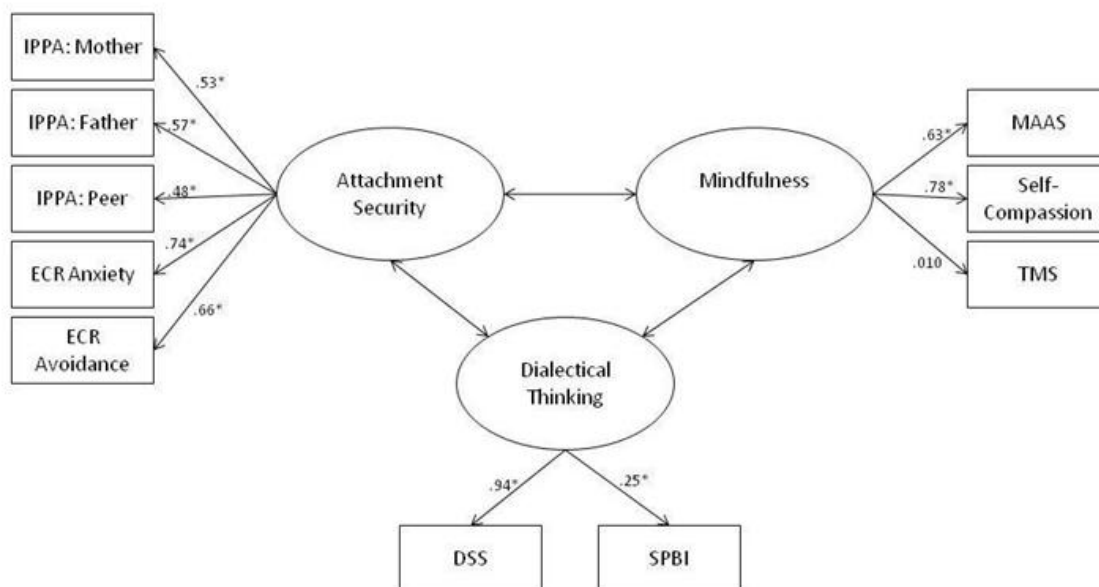 IPPA: Mother
.53*
IPPA: Father
.57*
IPPA: Peer
.48*
ECR Anxiety
.74*
ECR
Avoidance
.66*
Attachment
Security
Mindfulness
MAAS
.63*
Self-
Compassion
.78*
TMS
.010
Dialectical
Thinking
.94*
.25*
DSS
SPBI